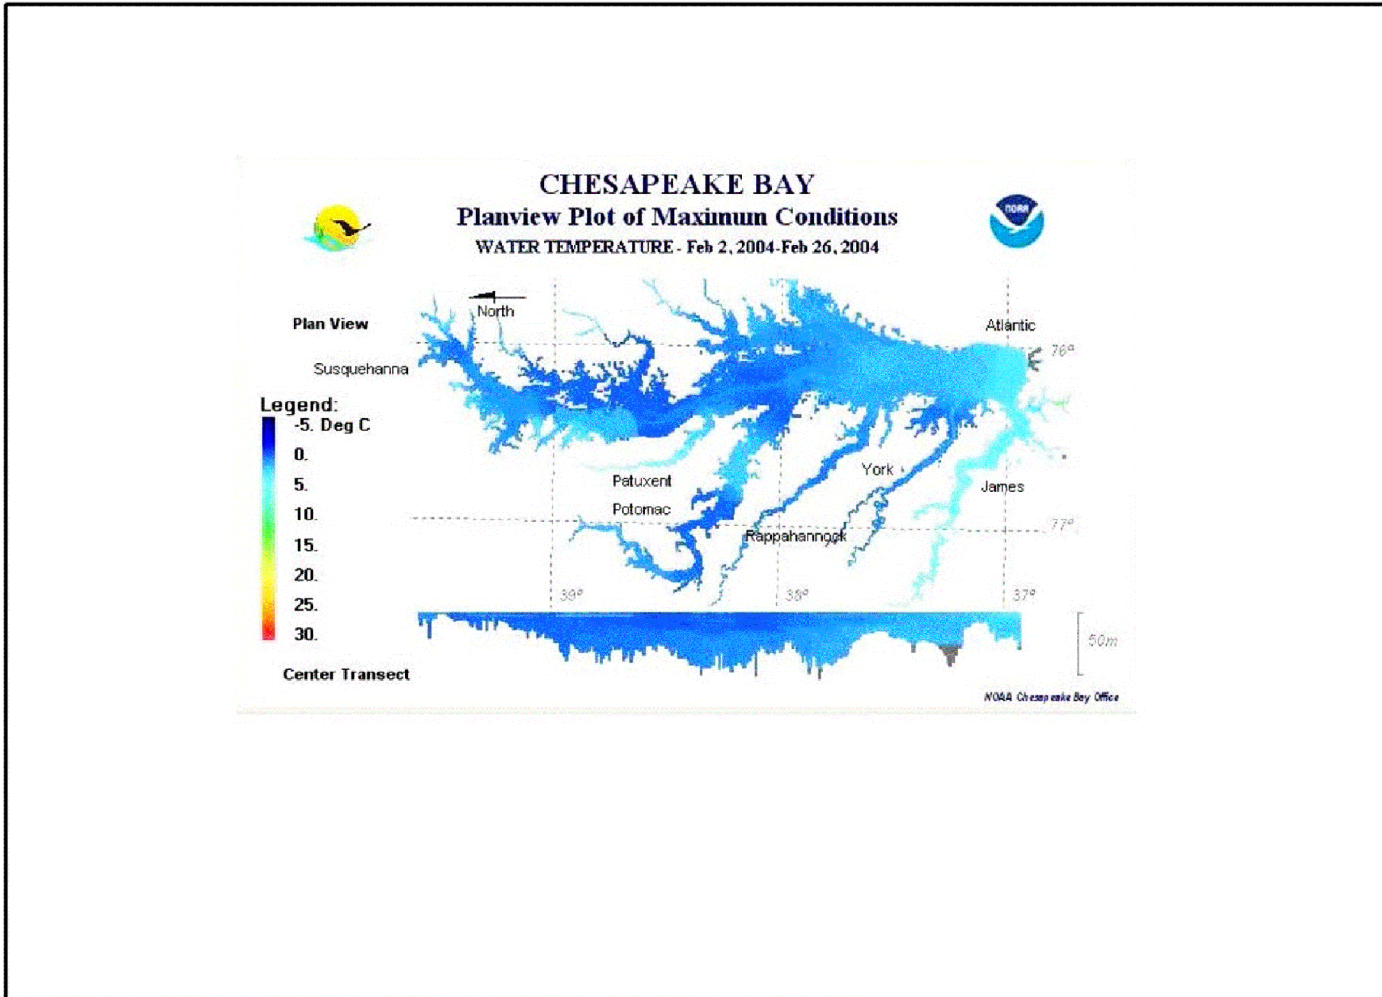 CHESAPEAKE BAY
Planview Plot of Maximum Conditions
WATER TEMPERATURE - Feb 2, 2004-Feb 26, 2004
NOAA
North
Plan View
Atlantic
76°
Susquehanna
Legend:
-5. Deg C
0.
5.
10.
15.
20.
25.
30.
Patuxent
York
James
Potomac
Rappahannock
77°
39°
38°
37°
50m
Center Transect
NOAA Chesapeake Bay Office